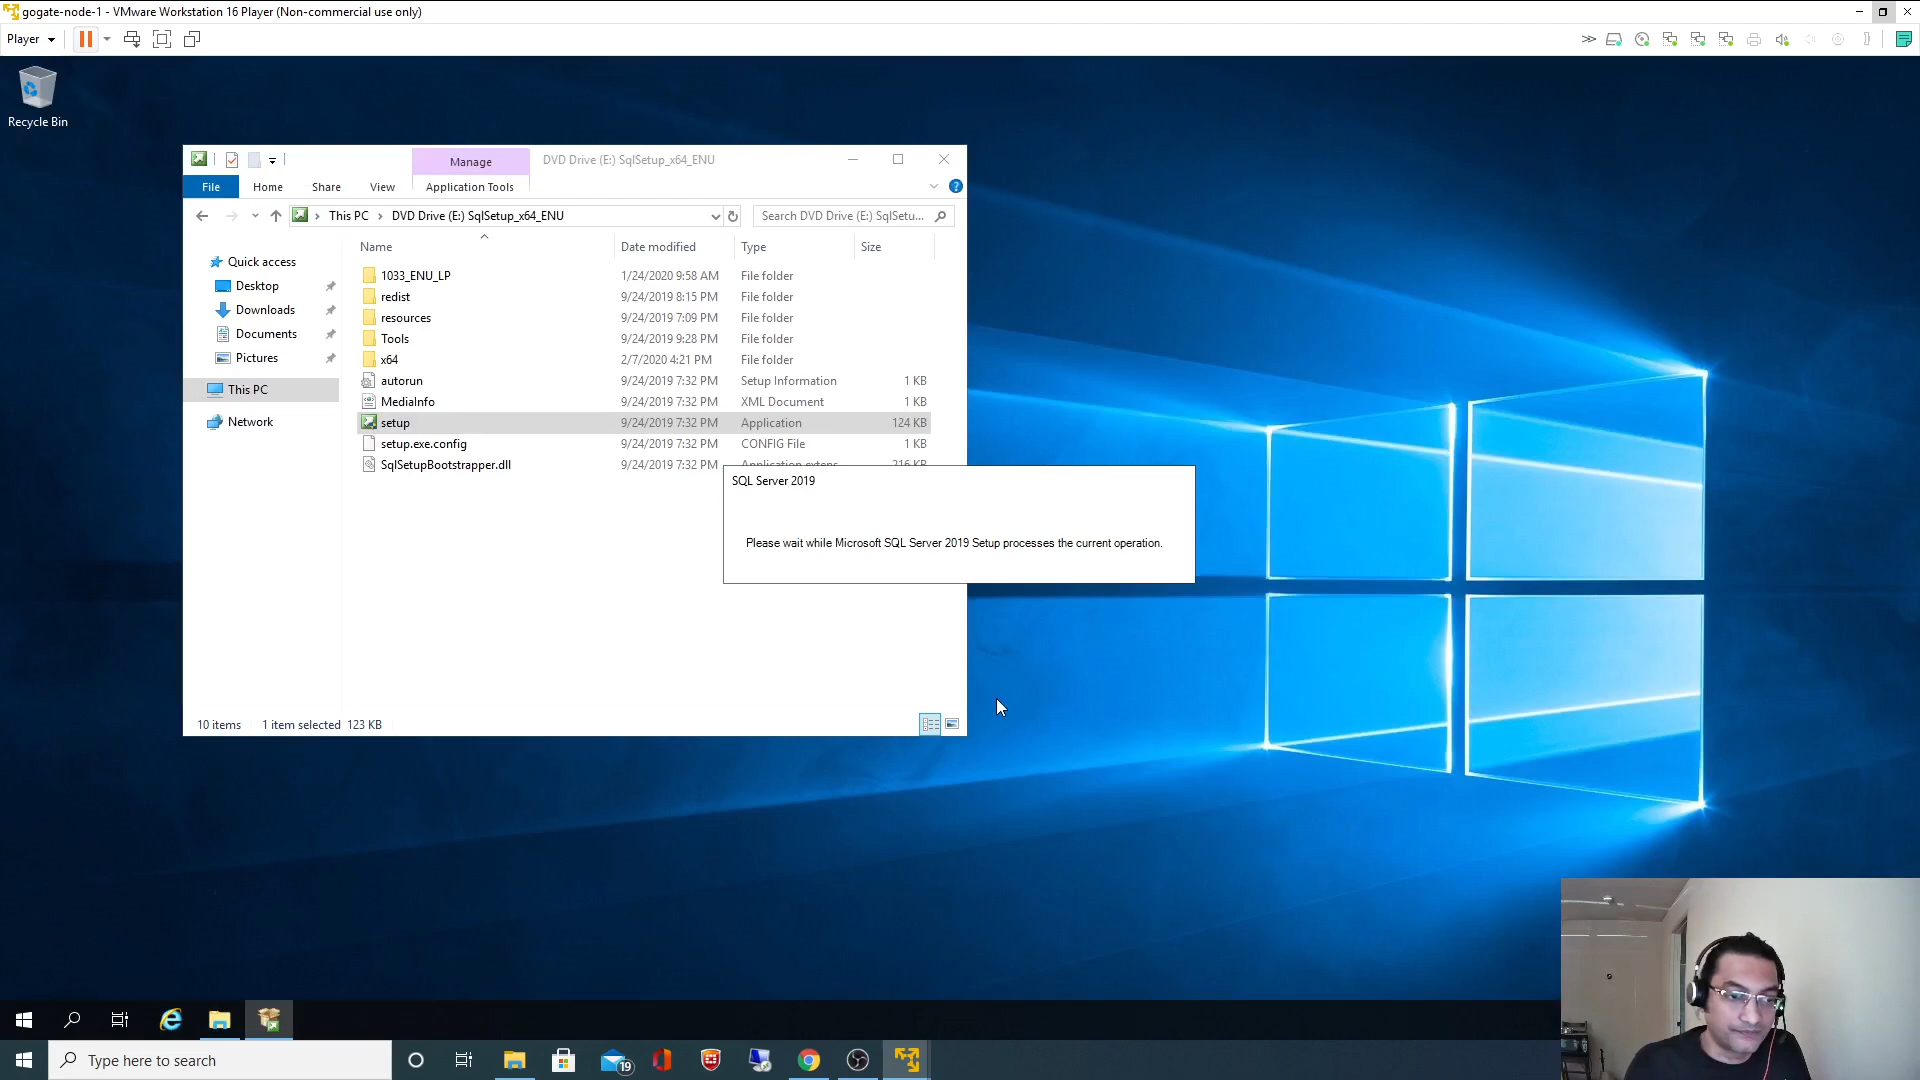 gogate-node-1 - VMware Workstation 16 Player (Non-commercial use only)
Player
Recycle Bin
Manage
DVD Drive (E:) SqlSetup_x64_ENU
File
Home
Share
View
Application Tools
This PC
DVD Drive (E:) SqlSetup_x64_ENU
Search DVD Drive (E:) SqlSetu...
Name
Date modified
Type
Size
Quick access
Desktop
Downloads
Documents
Pictures
This PC
Network
1033_ENU_LP 1/24/2020 9:58 AM File folder
redist 9/24/2019 8:15 PM File folder
resources 9/24/2019 7:09 PM File folder
Tools 9/24/2019 9:28 PM File folder
x64 2/7/2020 4:21 PM File folder
autorun 9/24/2019 7:32 PM Setup Information 1 KB
MediaInfo 9/24/2019 7:32 PM XML Document 1 KB
setup 9/24/2019 7:32 PM Application 124 KB
setup.exe.config 9/24/2019 7:32 PM CONFIG File 1 KB
SqlSetupBootstrapper.dll 9/24/2019 7:32 PM Application extens... 216 KB
SQL Server 2019
Please wait while Microsoft SQL Server 2019 Setup processes the current operation.
10 items 1 item selected 123 KB
Type here to search
19